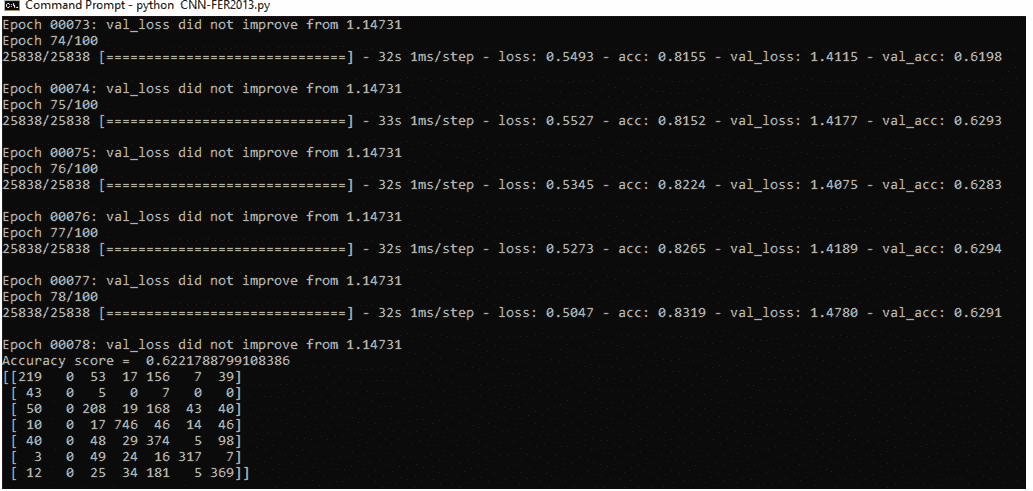 Command Prompt - python CNN-FER2013.py
Epoch 00073: val_loss did not improve from 1.14731
Epoch 74/100
25838/25838 [==============================] - 32s 1ms/step - loss: 0.5493 - acc: 0.8155 - val_loss: 1.4115 - val_acc: 0.6198
Epoch 00074: val_loss did not improve from 1.14731
Epoch 75/100
25838/25838 [==============================] - 33s 1ms/step - loss: 0.5527 - acc: 0.8152 - val_loss: 1.4177 - val_acc: 0.6293
Epoch 00075: val_loss did not improve from 1.14731
Epoch 76/100
25838/25838 [==============================] - 32s 1ms/step - loss: 0.5345 - acc: 0.8224 - val_loss: 1.4075 - val_acc: 0.6283
Epoch 00076: val_loss did not improve from 1.14731
Epoch 77/100
25838/25838 [==============================] - 32s 1ms/step - loss: 0.5273 - acc: 0.8265 - val_loss: 1.4189 - val_acc: 0.6294
Epoch 00077: val_loss did not improve from 1.14731
Epoch 78/100
25838/25838 [==============================] - 32s 1ms/step - loss: 0.5047 - acc: 0.8319 - val_loss: 1.4780 - val_acc: 0.6291
Epoch 00078: val_loss did not improve from 1.14731
Accuracy score =  0.6221788799108386
[[219   0  53  17 156   7  39]
 [ 43   0   5   0   7   0   0]
 [ 50   0 208  19 168  43  40]
 [ 10   0  17 746  46  14  46]
 [ 40   0  48  29 374   5  98]
 [  3   0  49  24  16 317   7]
 [ 12   0  25  34 181   5 369]]